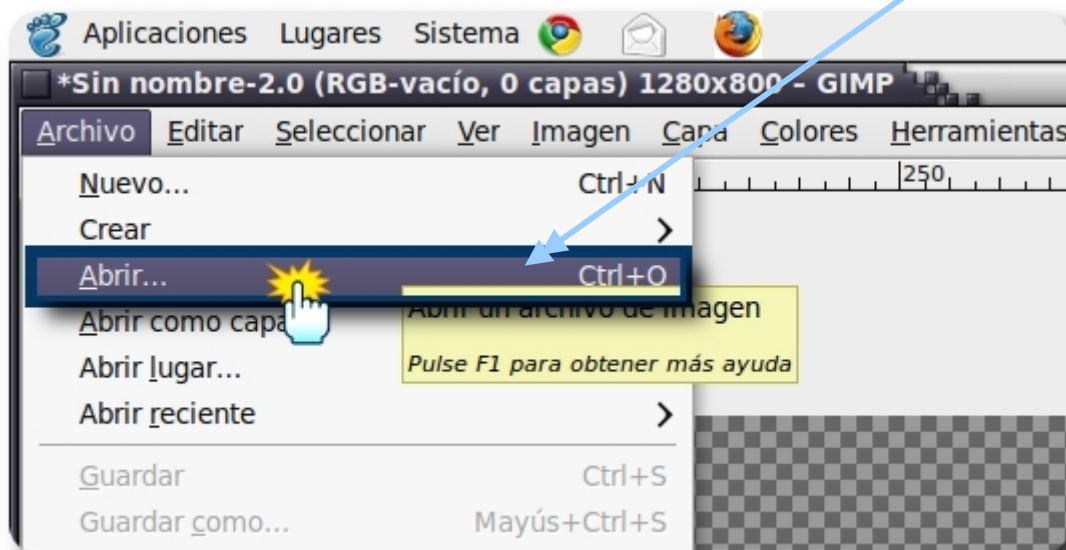 Aplicaciones Lugares Sistema
*Sin nombre-2.0 (RGB-vacío, 0 capas) 1280x800 – GIMP
Archivo Editar Seleccionar Ver Imagen Capa Colores Herramientas
250
Nuevo... Ctrl+N
Crear
Abrir... Ctrl+O
Abrir un archivo de imagen
Abrir como capa
Pulse F1 para obtener más ayuda
Abrir lugar...
Abrir reciente
Guardar Ctrl+S
Guardar como... Mayús+Ctrl+S